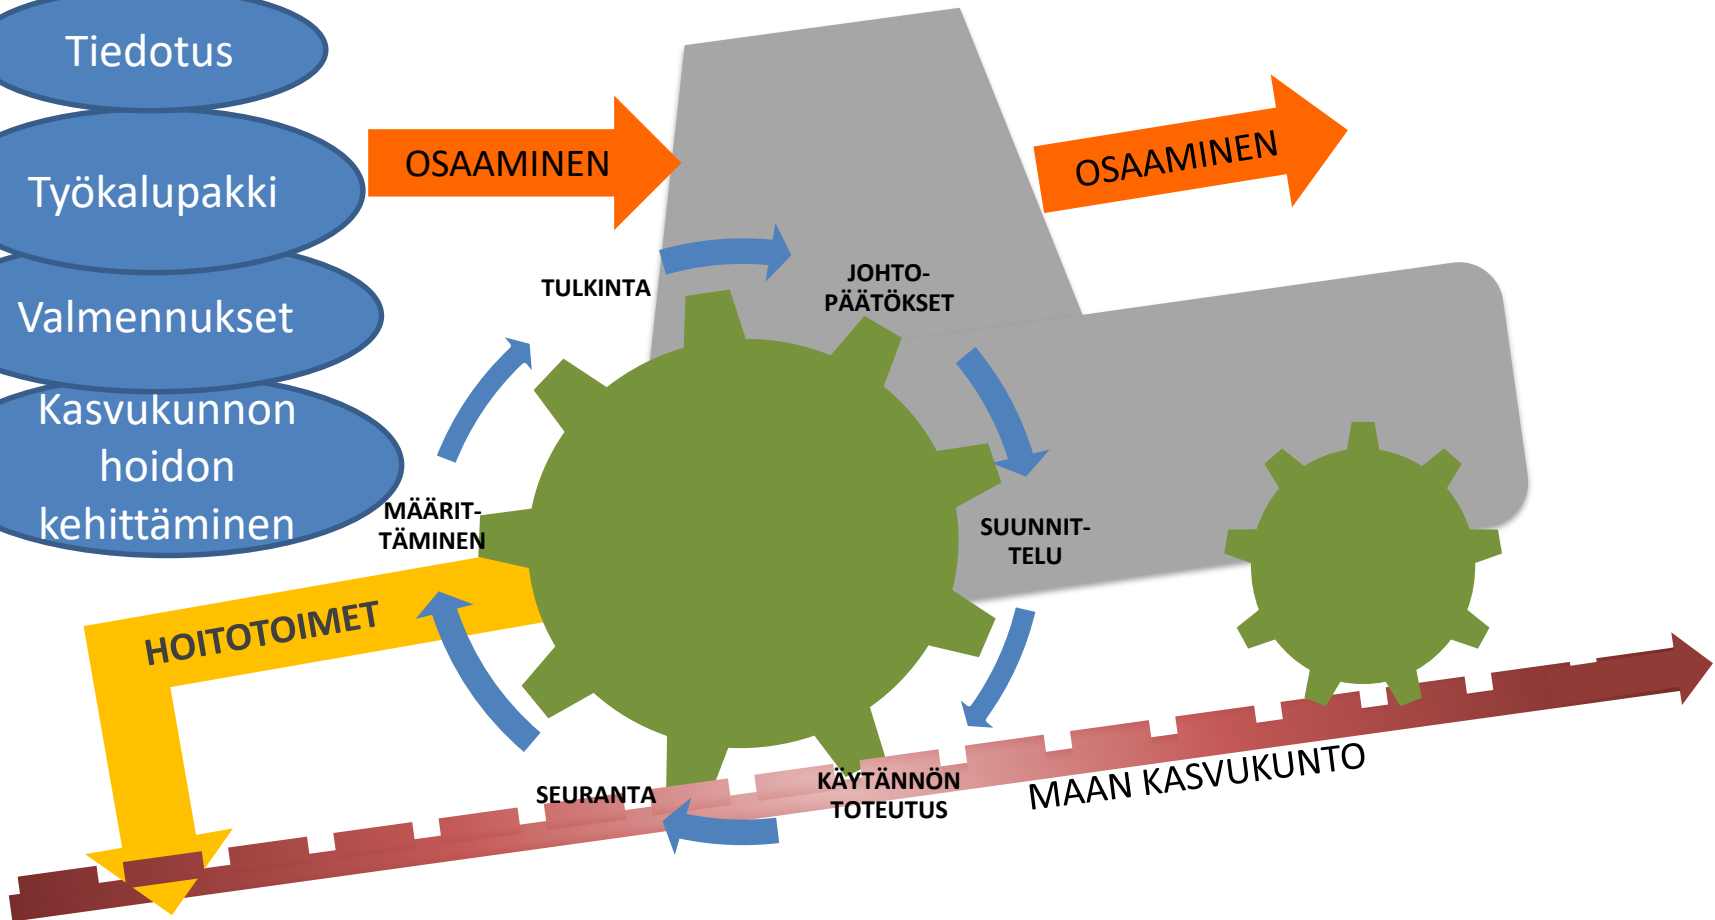 Tiedotus
Työkalupakki
Valmennukset
Kasvukunnon
hoidon
kehittäminen
OSAAMINEN
OSAAMINEN
TULKINTA
JOHTO-
PÄÄTÖKSET
MÄÄRIT-
TÄMINEN
SUUNNIT-
TELU
HOITOTOIMET
SEURANTA
KÄYTÄNNÖN
TOTEUTUS
MAAN KASVUKUNTO